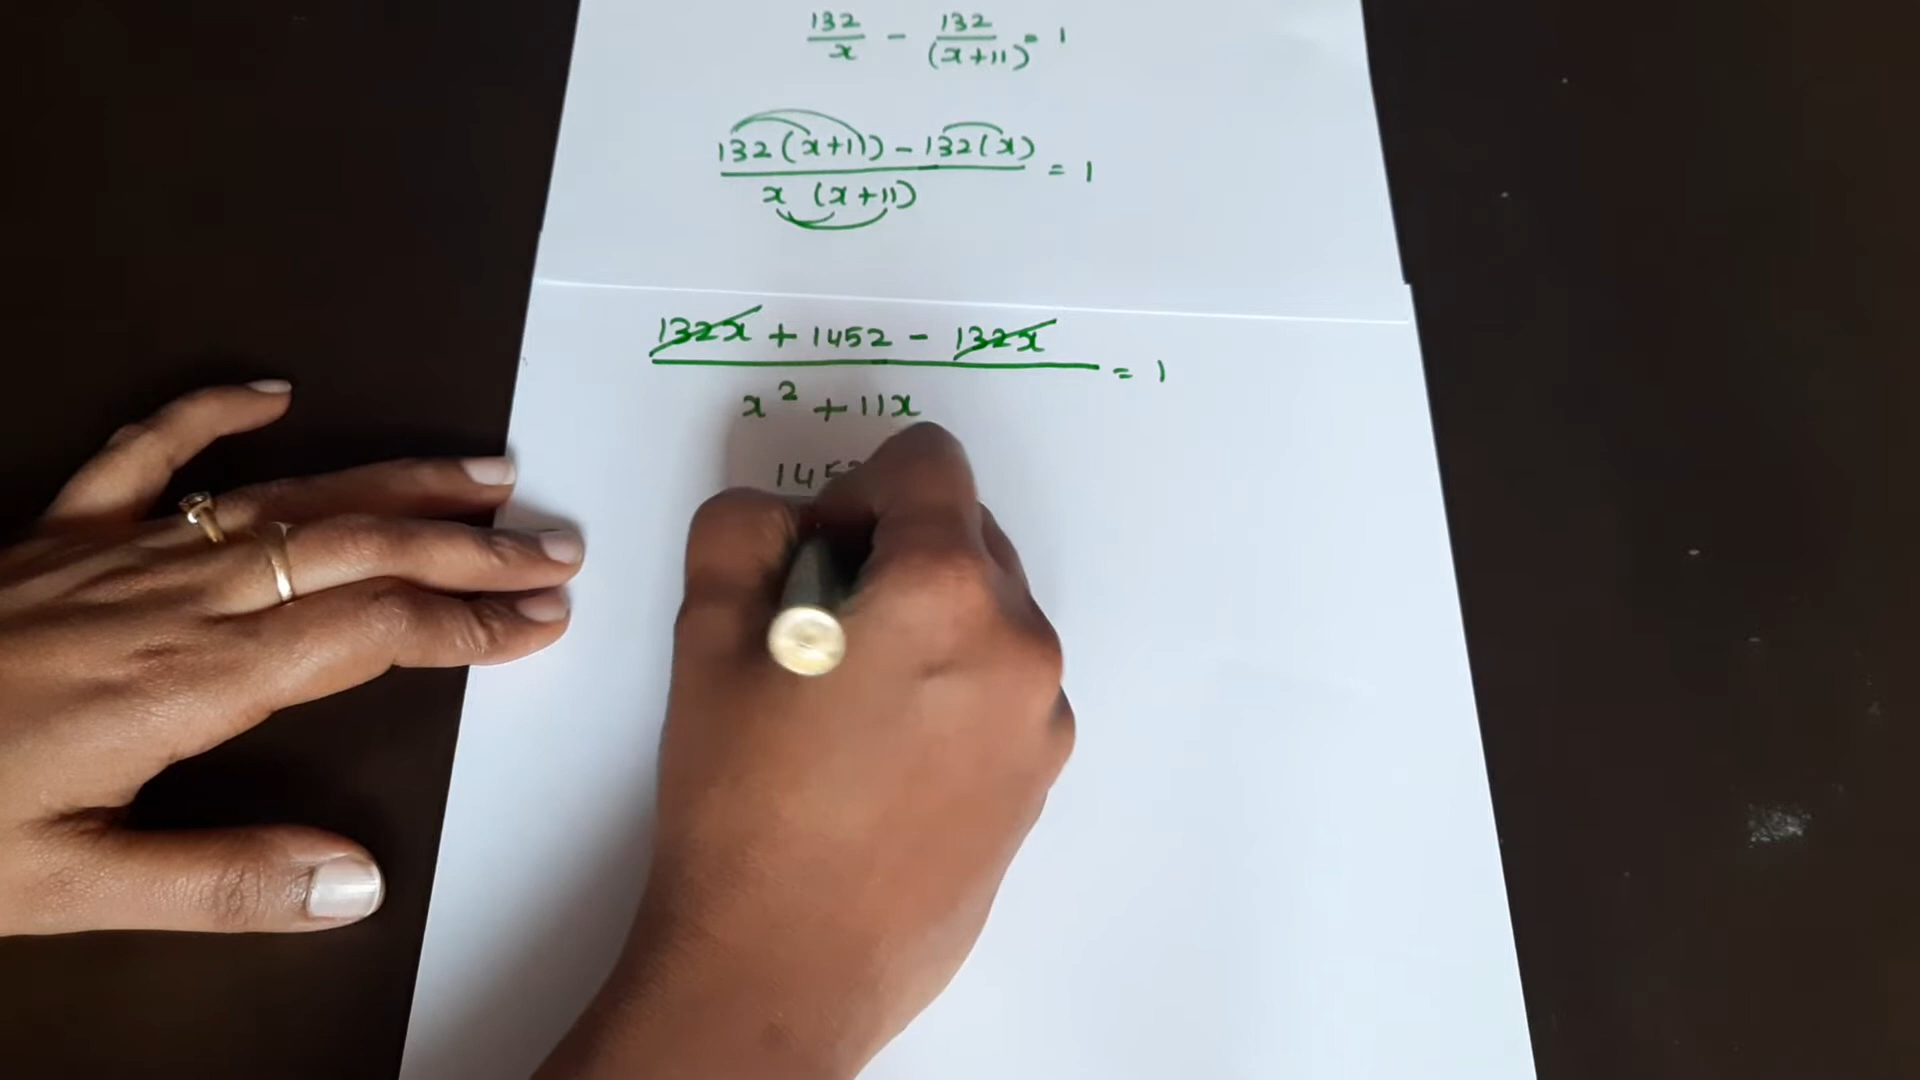 132/x - 132/(x+11) = 1
132(x+11) - 132(x) / x (x+11) = 1
132x + 1452 - 132x / x² + 11x = 1